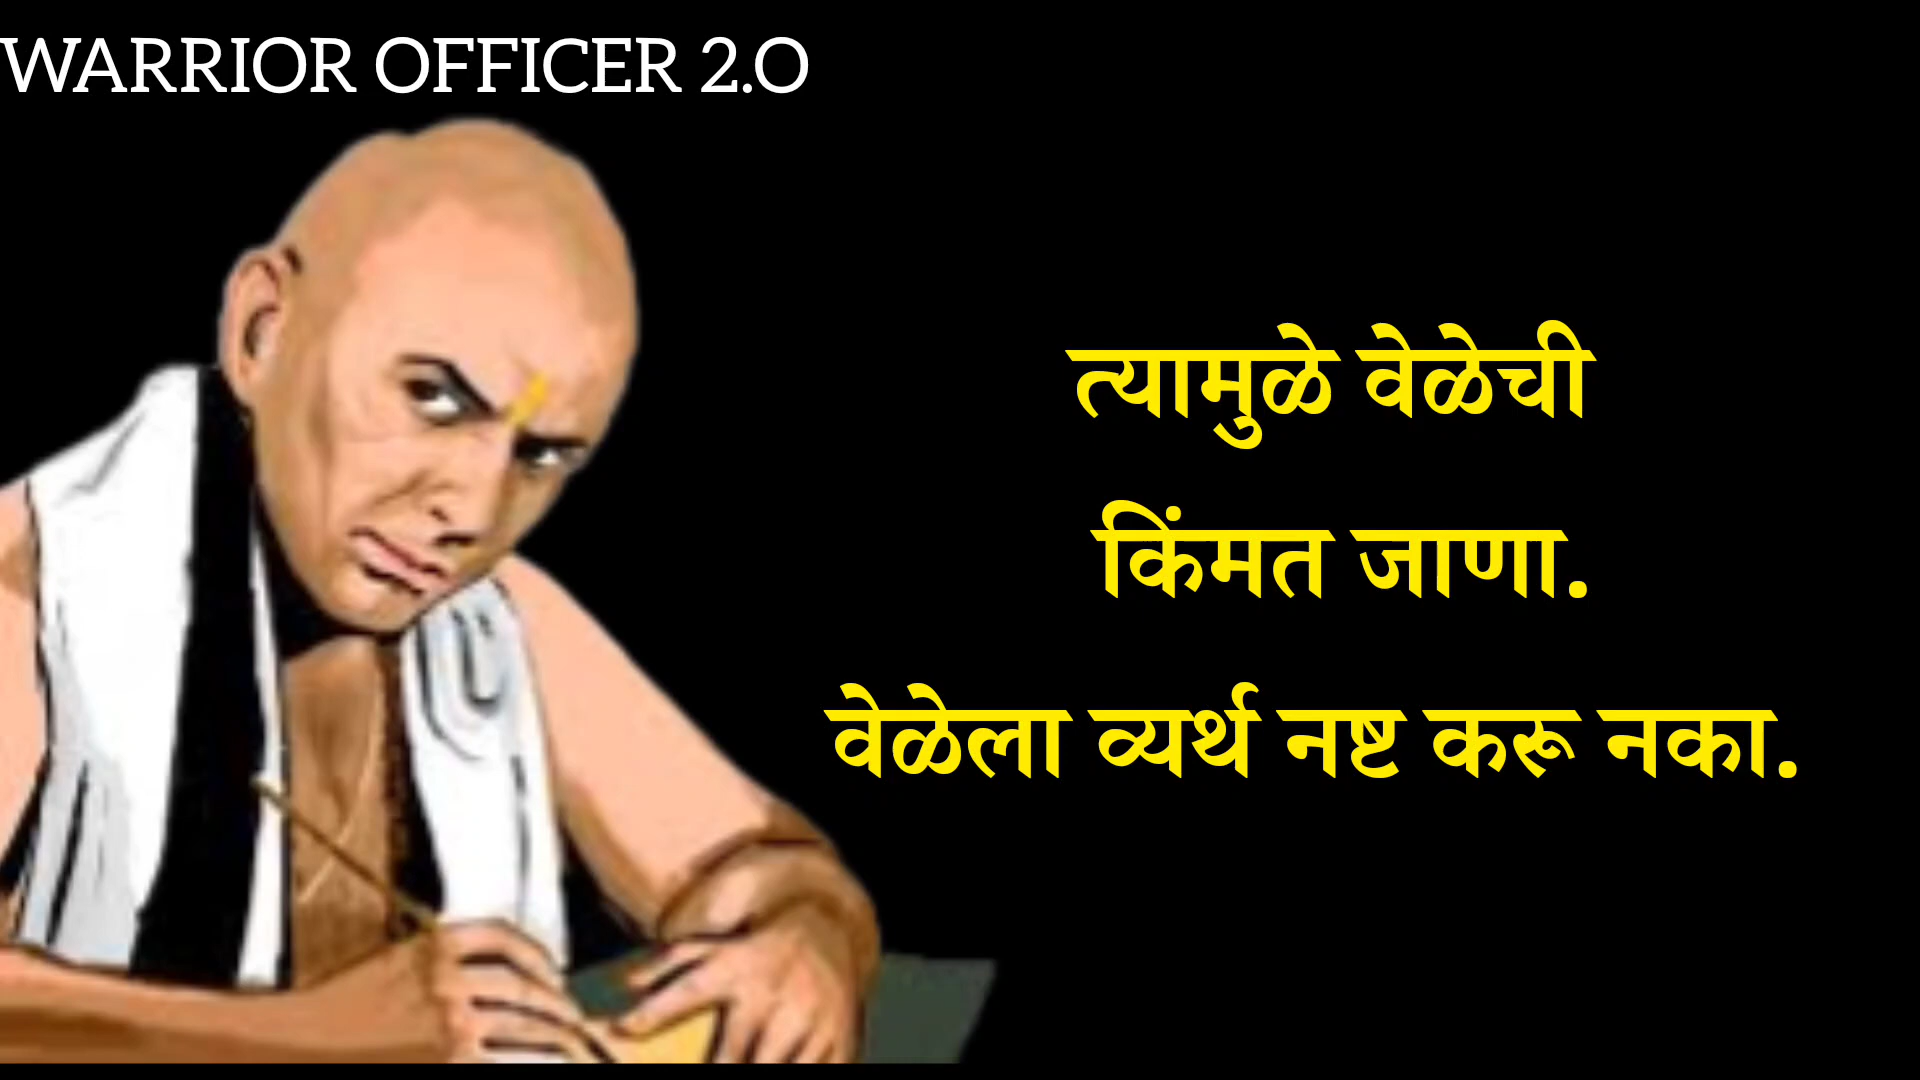 WARRIOR OFFICER 2.O
त्यामुळे वेळेची
किंमत जाणा.
वेळेला व्यर्थ नष्ट करू नका.